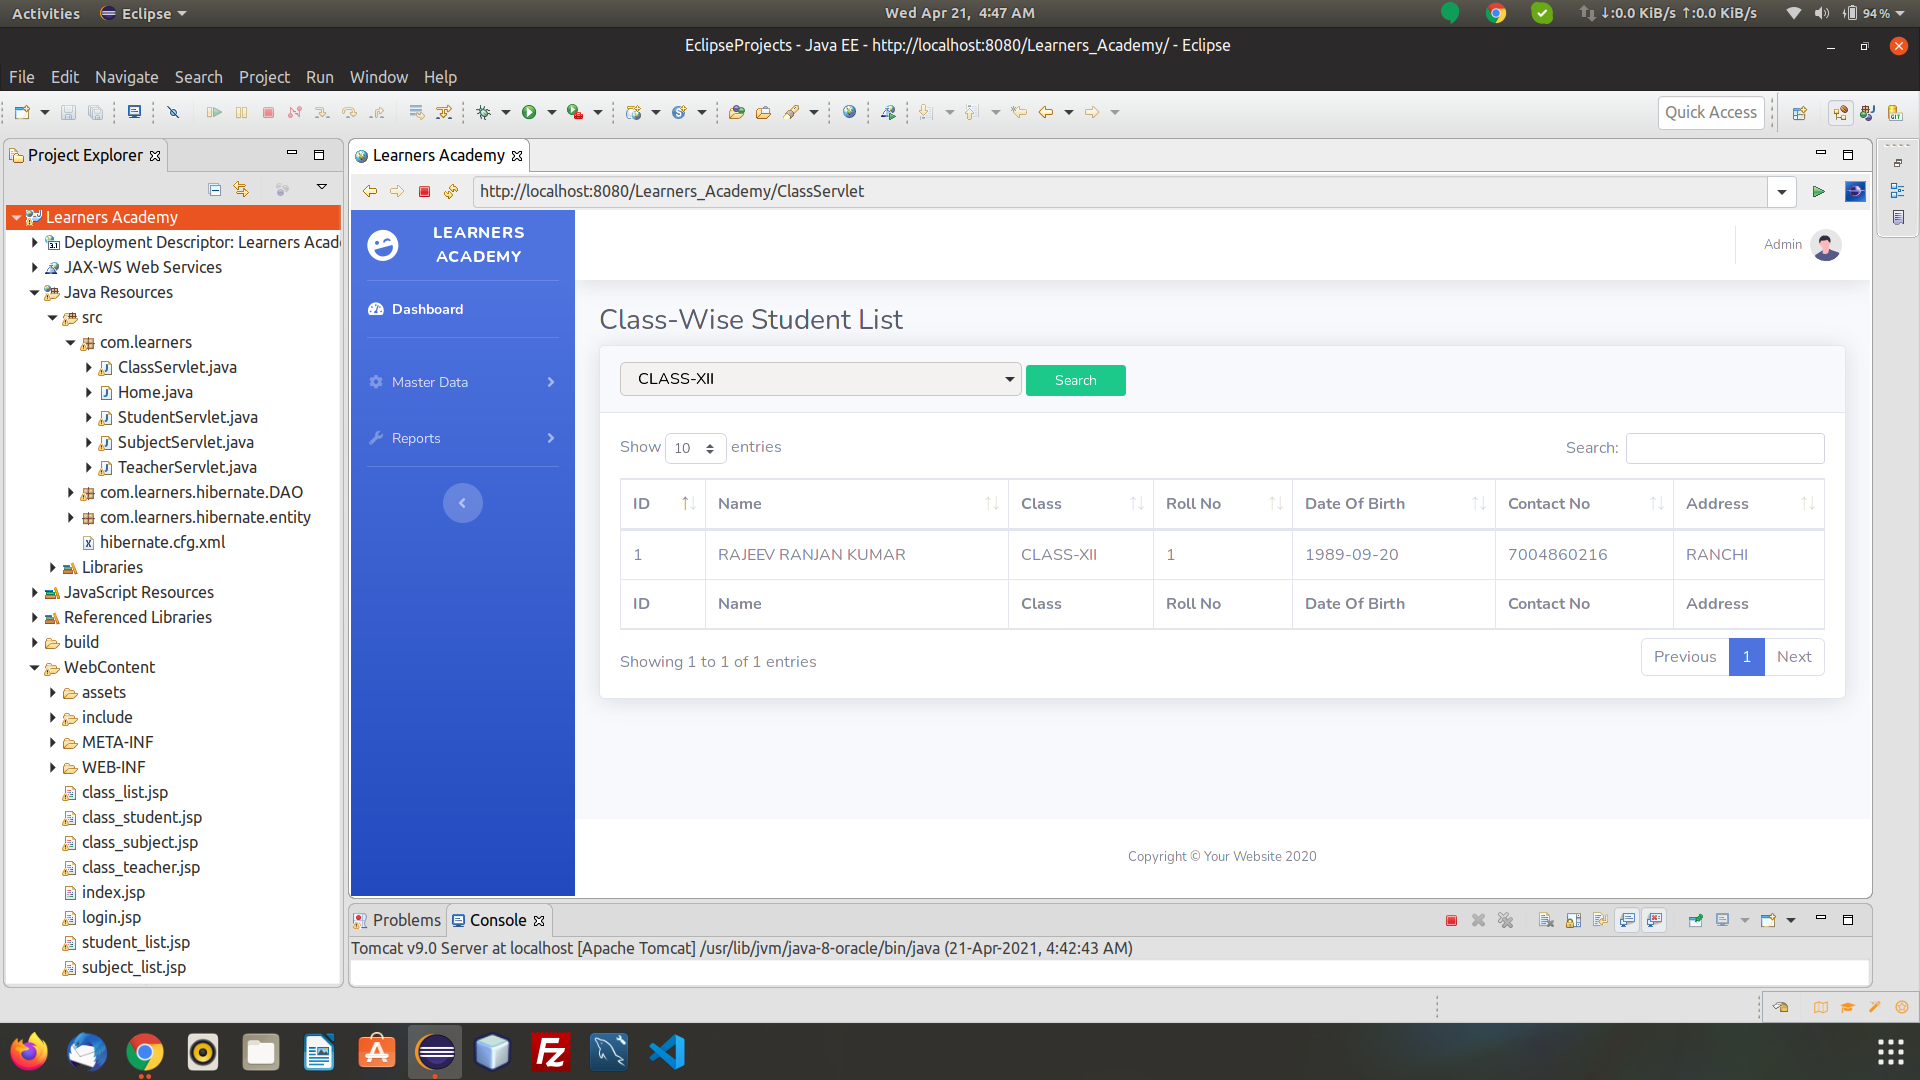 Activities Eclipse Wed Apr 21, 4:47 AM ↓:0.0 KiB/s ↑:0.0 KiB/s 94 %
EclipseProjects - Java EE - http://localhost:8080/Learners_Academy/ - Eclipse
File Edit Navigate Search Project Run Window Help
Quick Access
Project Explorer
Learners Academy
Deployment Descriptor: Learners Acad
JAX-WS Web Services
Java Resources
src
com.learners
ClassServlet.java
Home.java
StudentServlet.java
SubjectServlet.java
TeacherServlet.java
com.learners.hibernate.DAO
com.learners.hibernate.entity
hibernate.cfg.xml
Libraries
JavaScript Resources
Referenced Libraries
build
WebContent
assets
include
META-INF
WEB-INF
class_list.jsp
class_student.jsp
class_subject.jsp
class_teacher.jsp
index.jsp
login.jsp
student_list.jsp
subject_list.jsp
Learners Academy
http://localhost:8080/Learners_Academy/ClassServlet
LEARNERS
ACADEMY
Dashboard
Master Data
Reports
Admin
Class-Wise Student List
CLASS-XII Search
Show 10 entries Search:
ID Name Class Roll No Date Of Birth Contact No Address
1 RAJEEV RANJAN KUMAR CLASS-XII 1 1989-09-20 7004860216 RANCHI
ID Name Class Roll No Date Of Birth Contact No Address
Showing 1 to 1 of 1 entries Previous 1 Next
Copyright © Your Website 2020
Problems Console
Tomcat v9.0 Server at localhost [Apache Tomcat] /usr/lib/jvm/java-8-oracle/bin/java (21-Apr-2021, 4:42:43 AM)